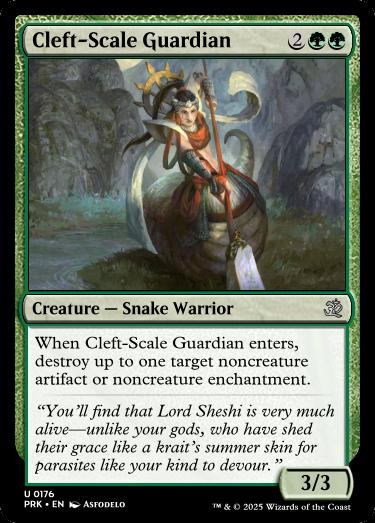 Cleft-Scale Guardian 2
Creature — Snake Warrior
When Cleft-Scale Guardian enters,
destroy up to one target noncreature
artifact or noncreature enchantment.
“You’ll find that Lord Sheshi is very much
alive—unlike your gods, who have shed
their grace like a krait’s summer skin for
parasites like your kind to devour.”
3/3
U 0176
PRK • EN Asfodelo
™ & © 2025 Wizards of the Coast